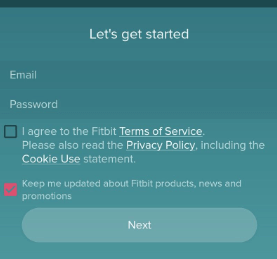 Let's get started
Email
Password
I agree to the Fitbit Terms of Service.
Please also read the Privacy Policy, including the
Cookie Use statement.
Keep me updated about Fitbit products, news and
promotions
Next